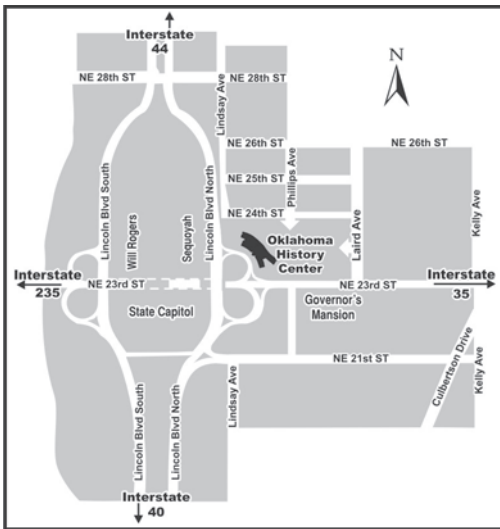 Interstate
44
N
NE 28th ST
NE 28th ST
Lindsay Ave
NE 26th ST
NE 26th ST
Phillips Ave
NE 25th ST
NE 24th ST
Lincoln Blvd South
Will Rogers
Sequoyah
Lincoln Blvd North
Oklahoma
History
Center
Laird Ave
Kelly Ave
Interstate
235
NE 23rd ST
NE 23rd ST
Interstate
35
State Capitol
Governor's
Mansion
NE 21st ST
Lincoln Blvd South
Lincoln Blvd North
Lindsay Ave
Culbertson Drive
Kelly Ave
Interstate
40